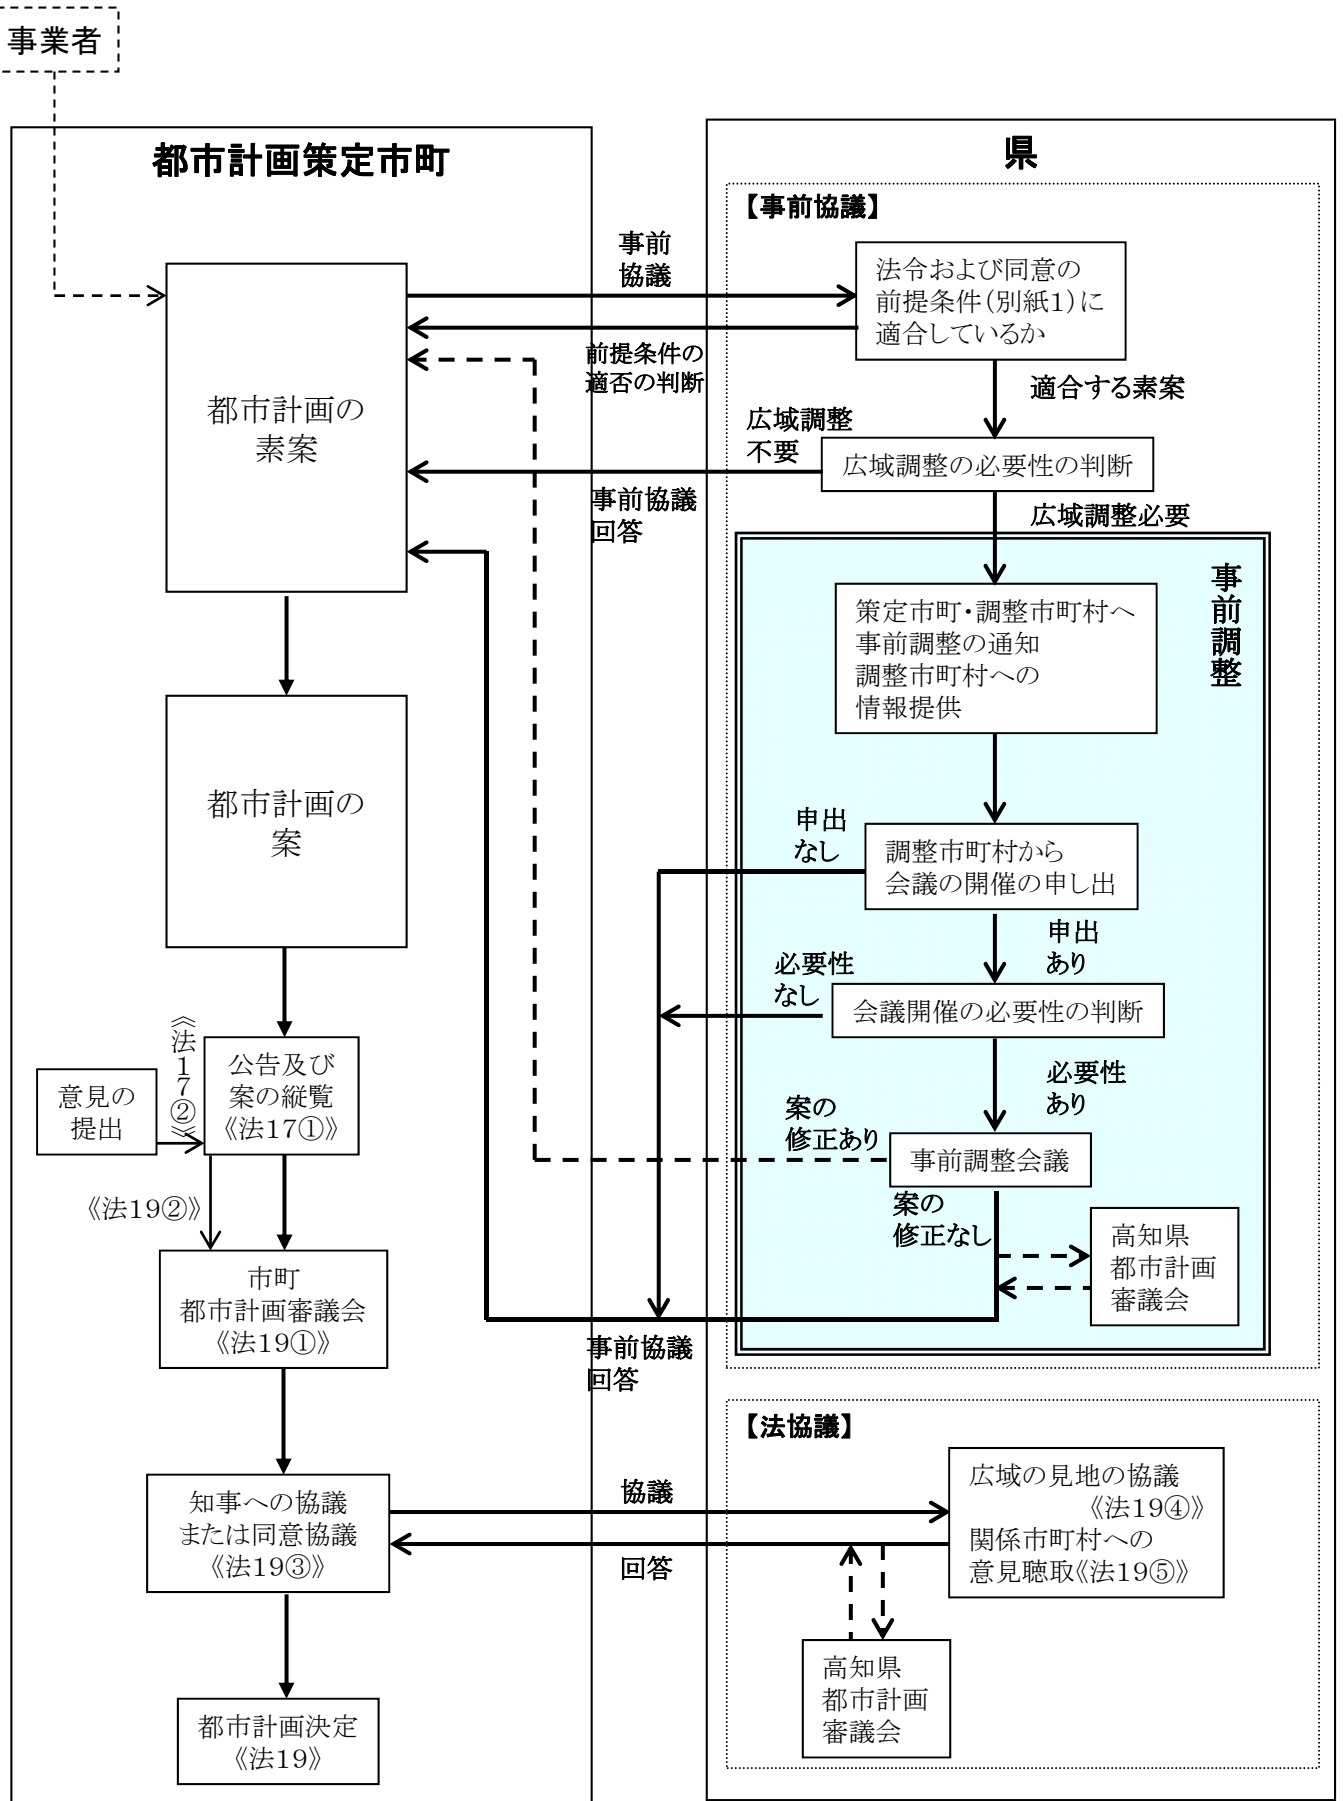 事業者
都市計画策定市町
都市計画の
素案
都市計画の
案
《法17②》
意見の
提出
公告及び
案の縦覧
《法17①》
《法19②》
市町
都市計画審議会
《法19①》
知事への協議
または同意協議
《法19③》
都市計画決定
《法19》
事前
協議
前提条件の
適否の判断
広域調整
不要
事前協議
回答
県
【事前協議】
法令および同意の
前提条件(別紙1)に
適合しているか
適合する素案
広域調整の必要性の判断
広域調整必要
事前調整
策定市町・調整市町村へ
事前調整の通知
調整市町村への
情報提供
申出
なし
調整市町村から
会議の開催の申し出
申出
あり
必要性
なし
会議開催の必要性の判断
必要性
あり
案の
修正あり
事前調整会議
案の
修正なし
高知県
都市計画
審議会
事前協議
回答
【法協議】
協議
回答
広域の見地の協議
《法19④》
関係市町村への
意見聴取《法19⑤》
高知県
都市計画
審議会